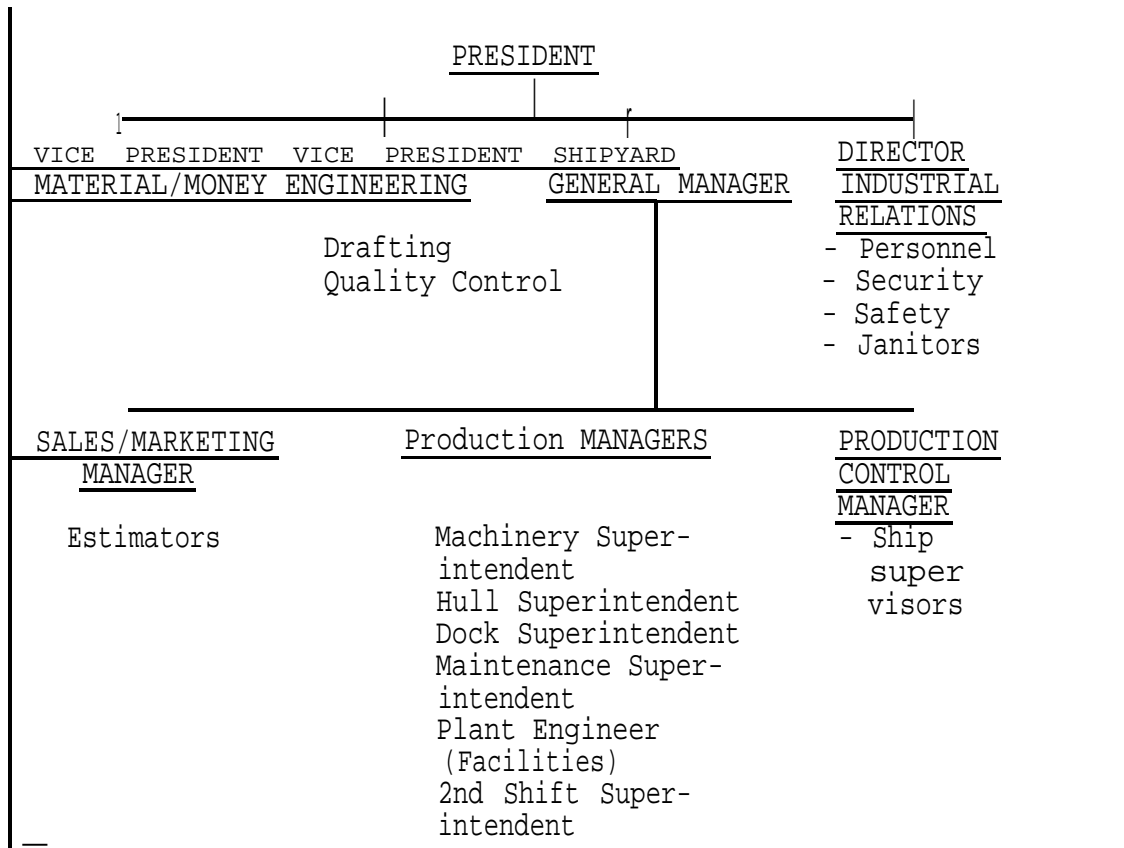 PRESIDENT
VICE PRESIDENT VICE PRESIDENT SHIPYARD DIRECTOR
MATERIAL/MONEY ENGINEERING GENERAL MANAGER INDUSTRIAL
RELATIONS
Drafting - Personnel
Quality Control - Security
- Safety
- Janitors
SALES/MARKETING Production MANAGERS PRODUCTION
MANAGER CONTROL
MANAGER
Estimators Machinery Super- - Ship
intendent super
Hull Superintendent visors
Dock Superintendent
Maintenance Super-
intendent
Plant Engineer
(Facilities)
2nd Shift Super-
intendent